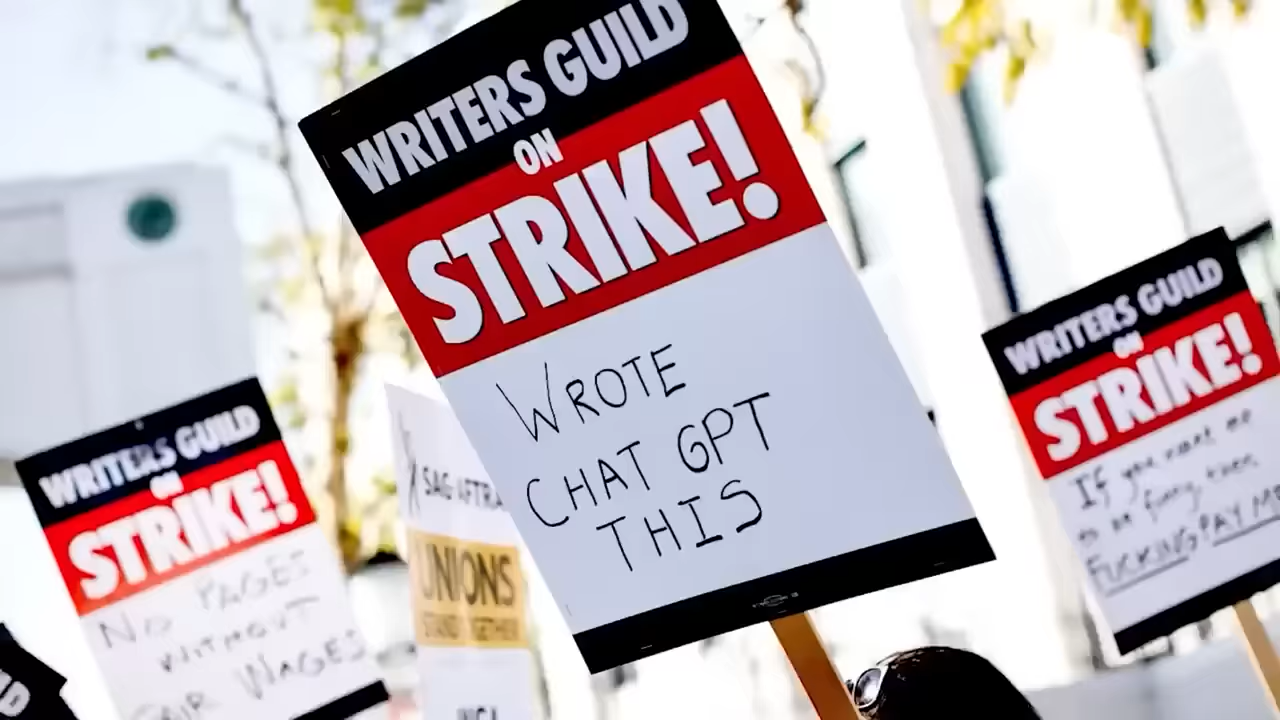 WRITERS GUILD
ON
STRIKE!
WROTE
CHAT GPT
THIS
WRITERS GUILD
ON
STRIKE!
NO PAGES
WITHOUT
FAIR WAGES
SAG AFTRA
UNIONS
STAND TOGETHER
WRITERS GUILD
ON
STRIKE!
If you want me
to be funny, then
FUCKING PAY ME